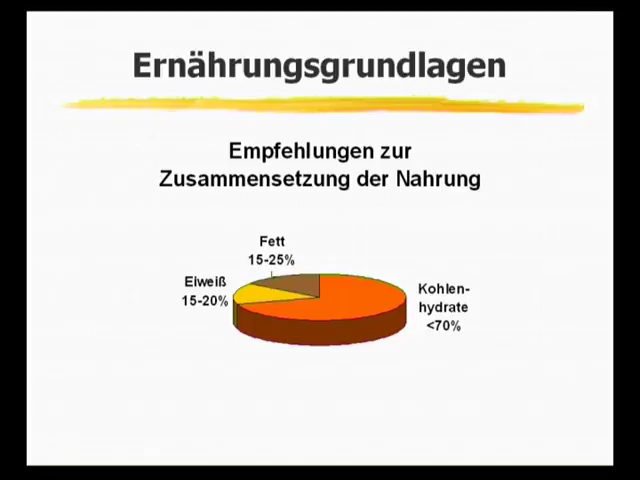 Ernährungsgrundlagen
Empfehlungen zur
Zusammensetzung der Nahrung
Fett
15-25%
Eiweiß
15-20%
Kohlen-
hydrate
<70%